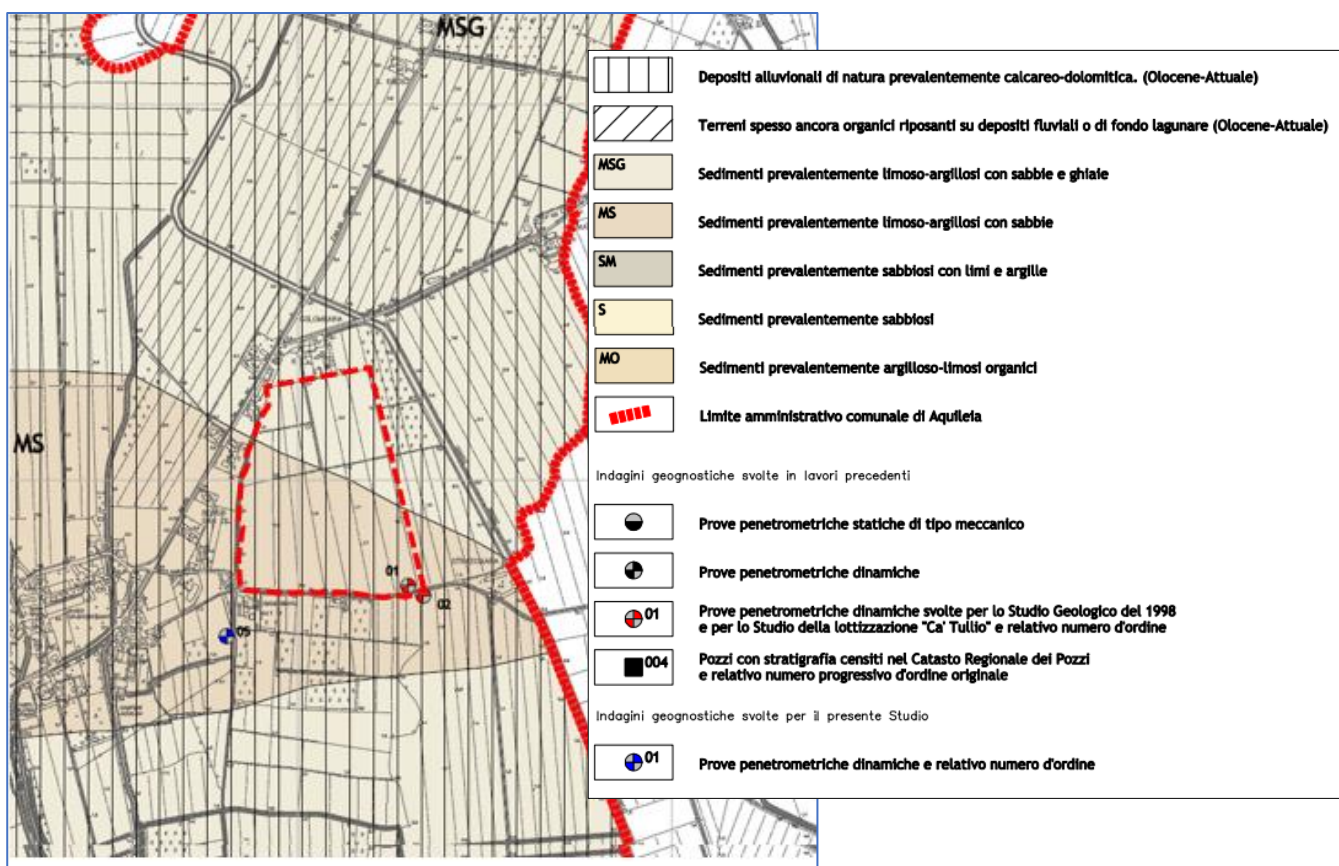 MSG
MS
COLOMBARA
01
02
05
Depositi alluvionali di natura prevalentemente calcareo-dolomitica. (Olocene-Attuale)
Terreni spesso ancora organici riposanti su depositi fluviali o di fondo lagunare (Olocene-Attuale)
MSG
Sedimenti prevalentemente limoso-argillosi con sabbie e ghiaie
MS
Sedimenti prevalentemente limoso-argillosi con sabbie
SM
Sedimenti prevalentemente sabbiosi con limi e argille
S
Sedimenti prevalentemente sabbiosi
MO
Sedimenti prevalentemente argilloso-limosi organici
Limite amministrativo comunale di Aquileia
Indagini geognostiche svolte in lavori precedenti
Prove penetrometriche statiche di tipo meccanico
Prove penetrometriche dinamiche
01
Prove penetrometriche dinamiche svolte per lo Studio Geologico del 1998
e per lo Studio della lottizzazione "Ca' Tullio" e relativo numero d'ordine
004
Pozzi con stratigrafia censiti nel Catasto Regionale dei Pozzi
e relativo numero progressivo d'ordine originale
Indagini geognostiche svolte per il presente Studio
01
Prove penetrometriche dinamiche e relativo numero d'ordine